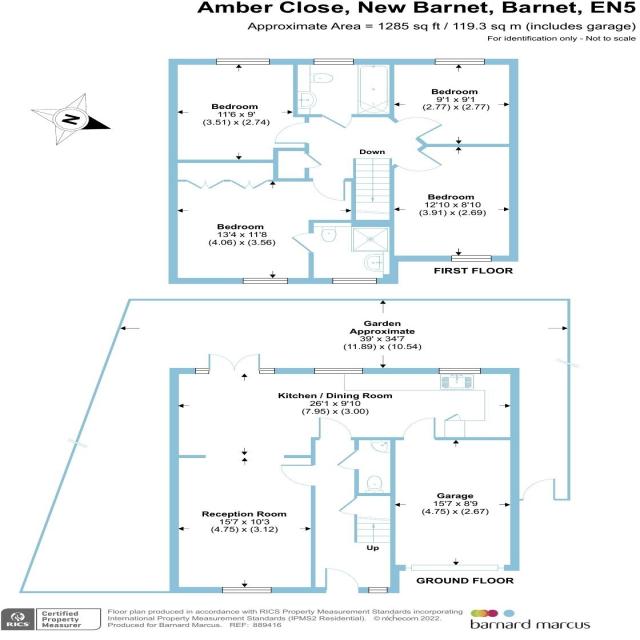 Amber Close, New Barnet, Barnet, EN5
Approximate Area = 1285 sq ft / 119.3 sq m (includes garage)
For identification only - Not to scale
N
Bedroom
11'6 x 9'
(3.51) x (2.74)
Bedroom
9'1 x 9'1
(2.77) x (2.77)
Down
Bedroom
12'10 x 8'10
(3.91) x (2.69)
Bedroom
13'4 x 11'8
(4.06) x (3.56)
FIRST FLOOR
Garden
Approximate
39' x 34'7
(11.89) x (10.54)
Kitchen / Dining Room
26'1 x 9'10
(7.95) x (3.00)
Reception Room
15'7 x 10'3
(4.75) x (3.12)
Garage
15'7 x 8'9
(4.75) x (2.67)
Up
GROUND FLOOR
RICS
Certified
Property
Measurer
Floor plan produced in accordance with RICS Property Measurement Standards incorporating
International Property Measurement Standards (IPMS2 Residential). © nichecom 2022.
Produced for Barnard Marcus. REF: 889416
barnard marcus